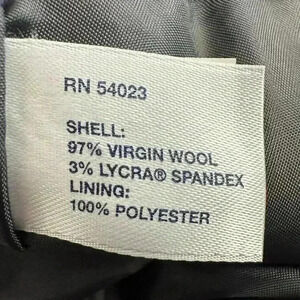 RN 54023
SHELL:
97% VIRGIN WOOL
3% LYCRA® SPANDEX
LINING:
100% POLYESTER